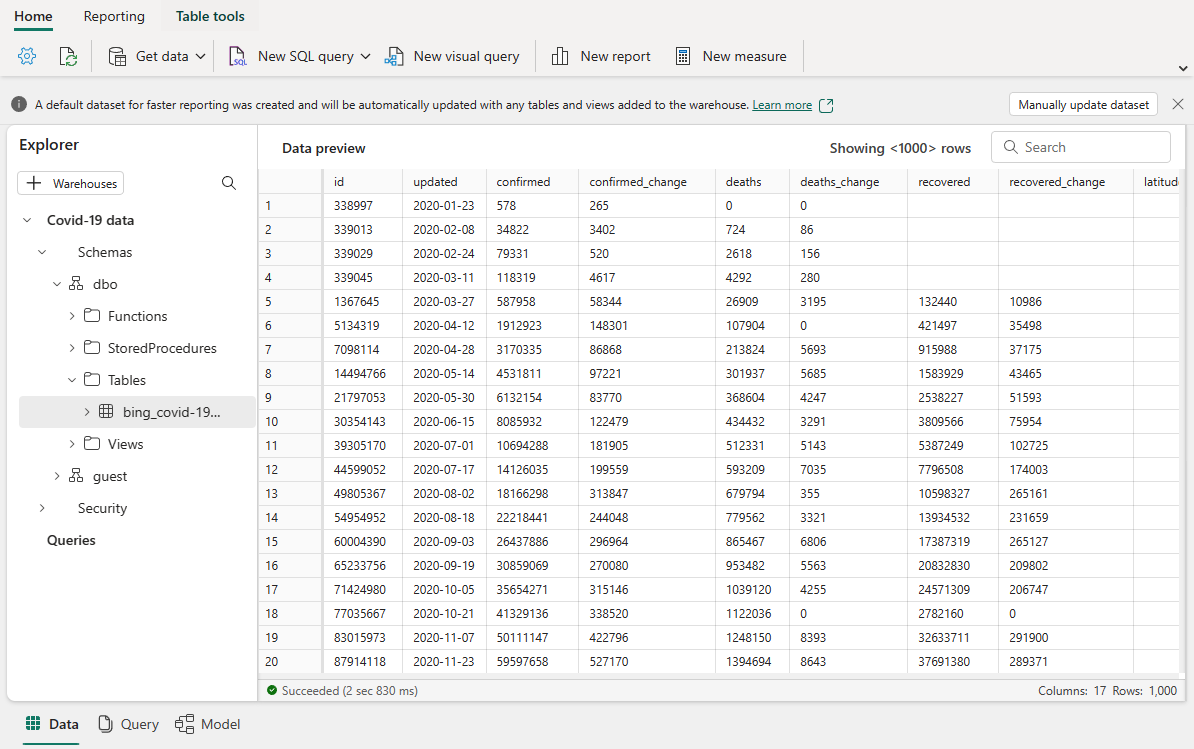 Home Reporting Table tools
Get data New SQL query New visual query New report New measure
A default dataset for faster reporting was created and will be automatically updated with any tables and views added to the warehouse. Learn more Manually update dataset
Explorer
Warehouses
Covid-19 data
Schemas
dbo
Functions
StoredProcedures
Tables
bing_covid-19...
Views
guest
Security
Queries
Data preview Showing <1000> rows Search
id updated confirmed confirmed_change deaths deaths_change recovered recovered_change latitud
1 338997 2020-01-23 578 265 0 0
2 339013 2020-02-08 34822 3402 724 86
3 339029 2020-02-24 79331 520 2618 156
4 339045 2020-03-11 118319 4617 4292 280
5 1367645 2020-03-27 587958 58344 26909 3195 132440 10986
6 5134319 2020-04-12 1912923 148301 107904 0 421497 35498
7 7098114 2020-04-28 3170335 86868 213824 5693 915988 37175
8 14494766 2020-05-14 4531811 97221 301937 5685 1583929 43465
9 21797053 2020-05-30 6132154 83770 368604 4247 2538227 51593
10 30354143 2020-06-15 8085932 122479 434432 3291 3809566 75954
11 39305170 2020-07-01 10694288 181905 512331 5143 5387249 102725
12 44599052 2020-07-17 14126035 199559 593209 7035 7796508 174003
13 49805367 2020-08-02 18166298 313847 679794 355 10598327 265161
14 54954952 2020-08-18 22218441 244048 779562 3321 13934532 231659
15 60004390 2020-09-03 26437886 296964 865467 6806 17387319 265127
16 65233756 2020-09-19 30859069 270080 953482 5563 20832830 209802
17 71424980 2020-10-05 35654271 315146 1039120 4255 24571309 206747
18 77035667 2020-10-21 41329136 338520 1122036 0 2782160 0
19 83015973 2020-11-07 50111147 422796 1248150 8393 32633711 291900
20 87914118 2020-11-23 59597658 527170 1394694 8643 37691380 289371
Succeeded (2 sec 830 ms) Columns: 17 Rows: 1,000
Data Query Model